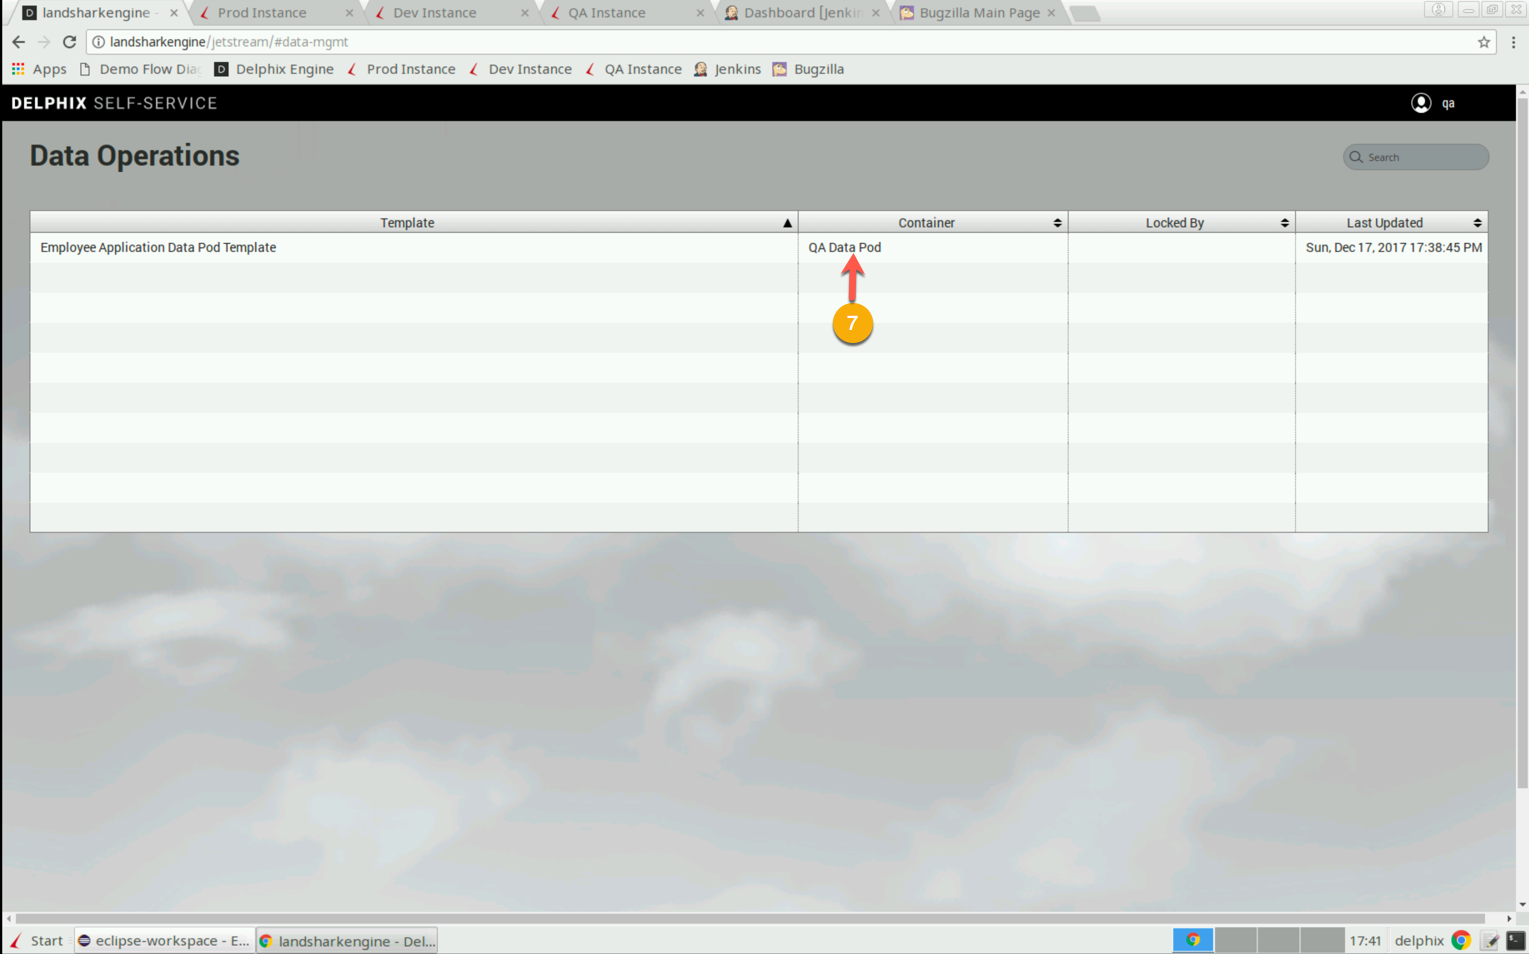 landsharkengine -
Prod Instance
Dev Instance
QA Instance
Dashboard [Jenkin
Bugzilla Main Page
landsharkengine/jetstream/#data-mgmt
Apps
Demo Flow Dia
Delphix Engine
Prod Instance
Dev Instance
QA Instance
Jenkins
Bugzilla
DELPHIX SELF-SERVICE
qa
Data Operations
Search
Template
Container
Locked By
Last Updated
Employee Application Data Pod Template
QA Data Pod
Sun, Dec 17, 2017 17:38:45 PM
7
Start
eclipse-workspace - E...
landsharkengine - Del...
17:41
delphix